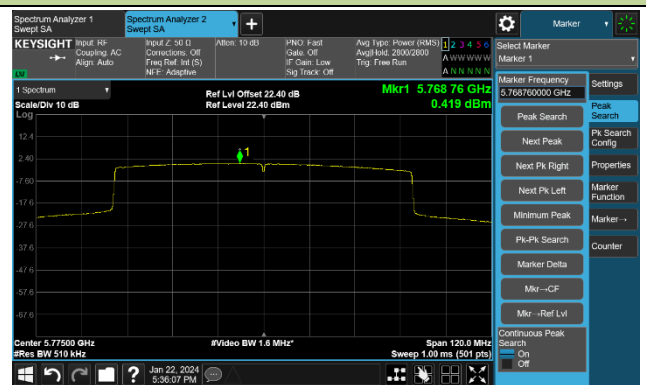 Spectrum Analyzer 1
Swept SA
Spectrum Analyzer 2
Swept SA
+
Marker
KEYSIGHT
Input: RF
Coupling: AC
Align: Auto
Input Z: 50 Ω
Corrections: Off
Freq Ref: Int (S)
NFE: Adaptive
Atten: 10 dB
PNO: Fast
Gate: Off
IF Gain: Low
Sig Track: Off
Avg Type: Power (RMS)
Avg|Hold: 2800/2800
Trig: Free Run
1 2 3 4 5 6
A W W W W W
A N N N N N
LXI
Select Marker
Marker 1
1 Spectrum
Scale/Div 10 dB
Log
Ref Lvl Offset 22.40 dB
Ref Level 22.40 dBm
Mkr1 5.768 76 GHz
0.419 dBm
12.4
2.40
-7.60
-17.6
-27.6
-37.6
-47.6
-57.6
-67.6
1
Center 5.77500 GHz
#Res BW 510 kHz
#Video BW 1.6 MHz*
Span 120.0 MHz
Sweep 1.00 ms (501 pts)
Marker Frequency
5.768760000 GHz
Peak Search
Next Peak
Next Pk Right
Next Pk Left
Minimum Peak
Pk-Pk Search
Marker Delta
Mkr→CF
Mkr→Ref Lvl
Continuous Peak
Search
On
Off
Settings
Peak
Search
Pk Search
Config
Properties
Marker
Function
Marker→
Counter
?
Jan 22, 2024
5:36:07 PM